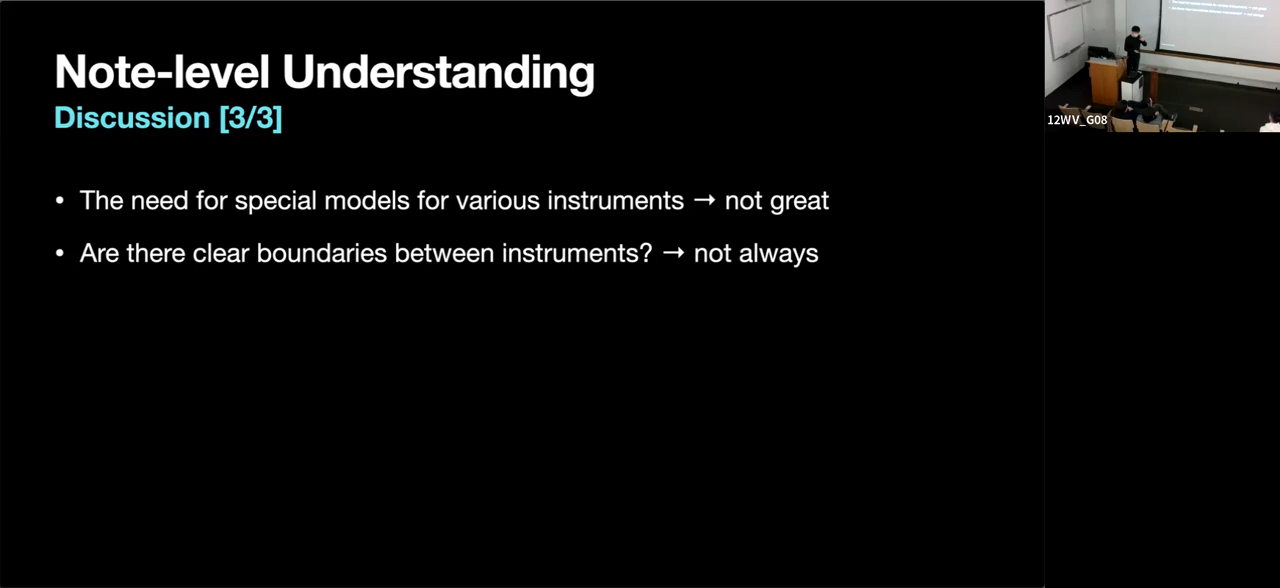 Note-level Understanding
Discussion [3/3]
• The need for special models for various instruments → not great
• Are there clear boundaries between instruments? → not always
12WV_G08